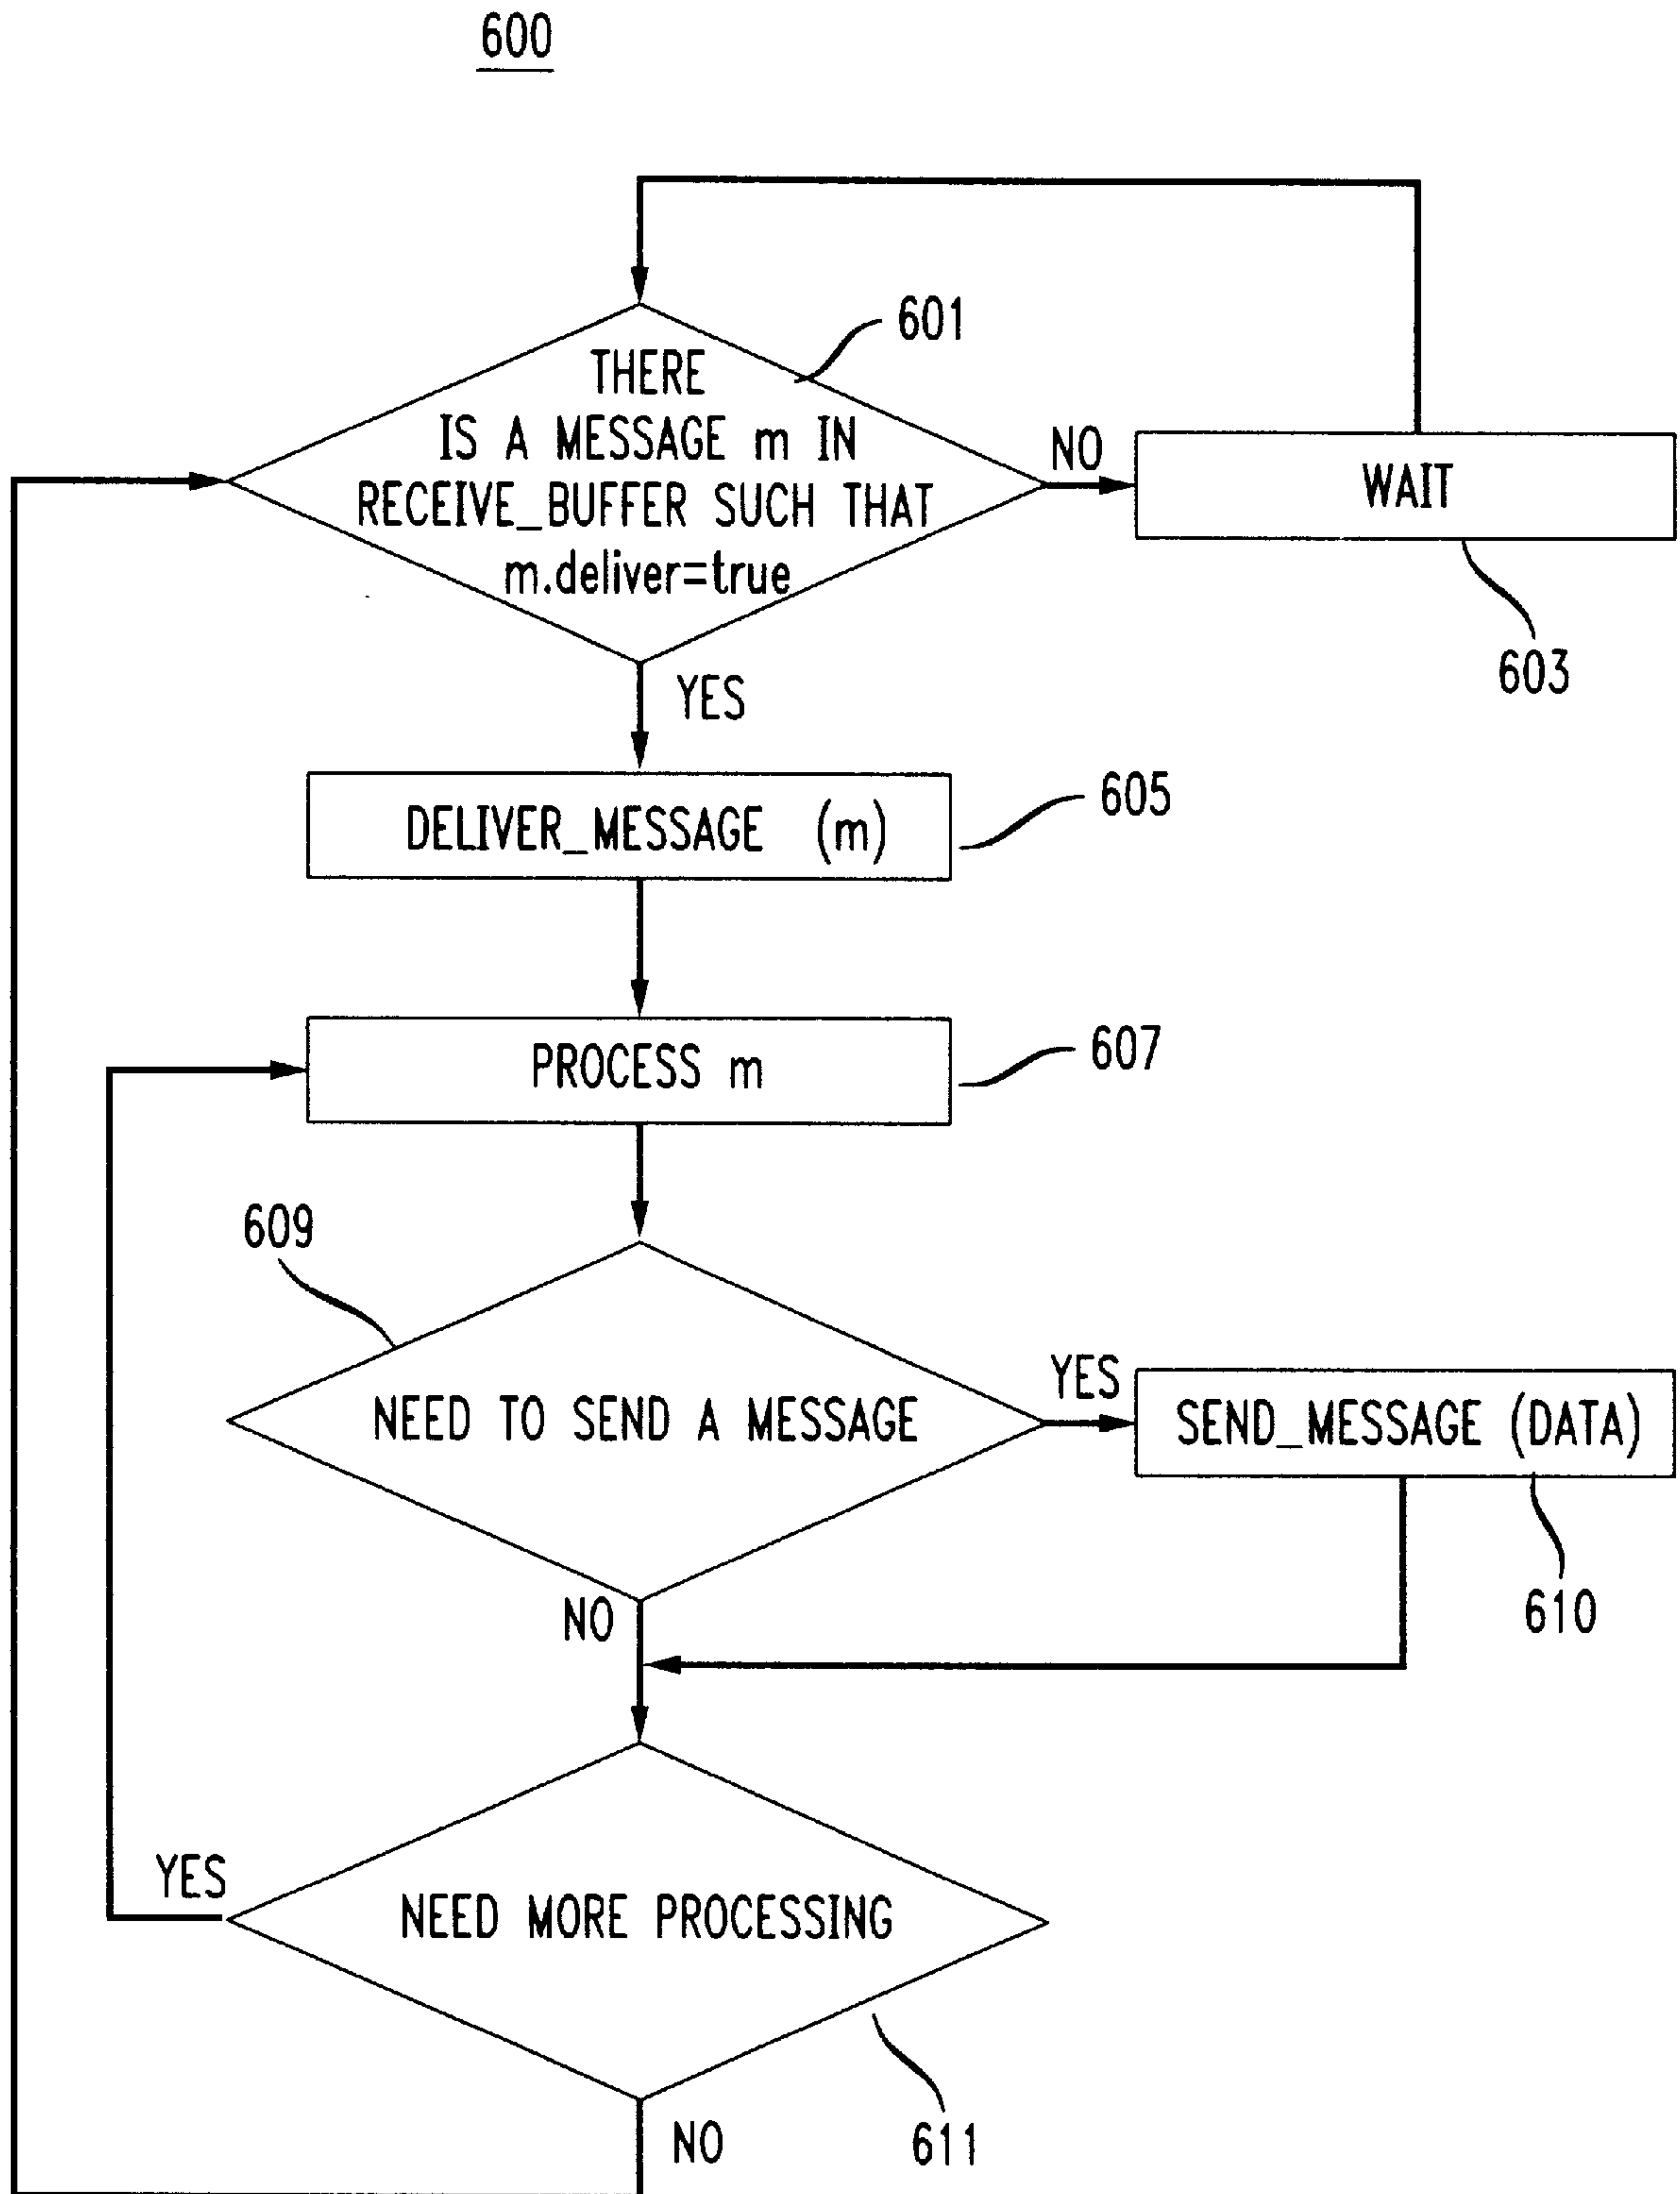 600
601
THERE
IS A MESSAGE m IN
RECEIVE_BUFFER SUCH THAT
m.deliver=true
NO
WAIT
603
YES
DELIVER_MESSAGE (m)
605
PROCESS m
607
609
NEED TO SEND A MESSAGE
YES
SEND_MESSAGE (DATA)
610
NO
YES
NEED MORE PROCESSING
611
NO